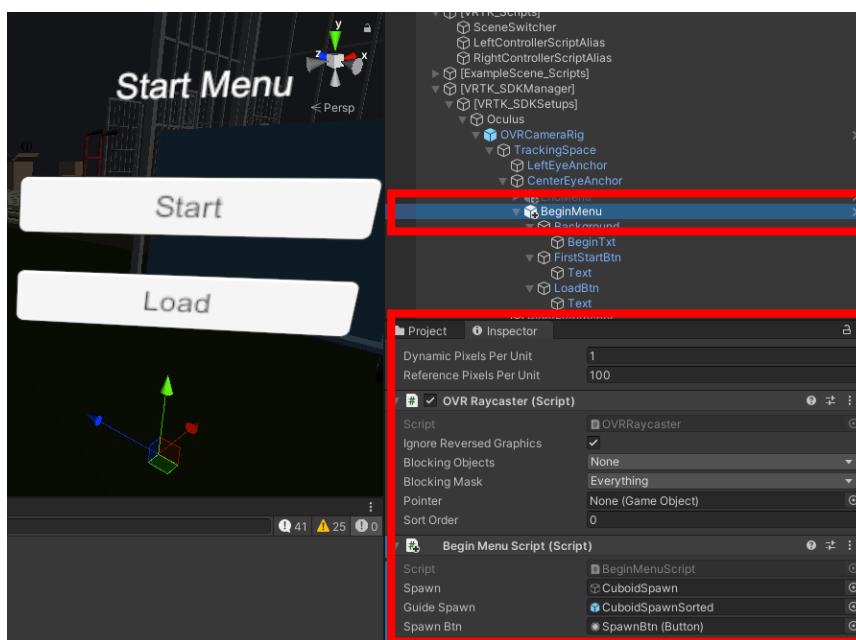 [VRTK_Scripts]
SceneSwitcher
LeftControllerScriptAlias
RightControllerScriptAlias
[ExampleScene_Scripts]
[VRTK_SDKManager]
[VRTK_SDKSetups]
Oculus
OVRCameraRig
TrackingSpace
LeftEyeAnchor
CenterEyeAnchor
EndMenu
BeginMenu
Background
BeginTxt
FirstStartBtn
Text
LoadBtn
Text
y
z
x
Persp
Start Menu
Start
Load
41 25 0
Project Inspector
Dynamic Pixels Per Unit 1
Reference Pixels Per Unit 100
OVR Raycaster (Script)
Script OVRRaycaster
Ignore Reversed Graphics
Blocking Objects None
Blocking Mask Everything
Pointer None (Game Object)
Sort Order 0
Begin Menu Script (Script)
Script BeginMenuScript
Spawn CuboidSpawn
Guide Spawn CuboidSpawnSorted
Spawn Btn SpawnBtn (Button)